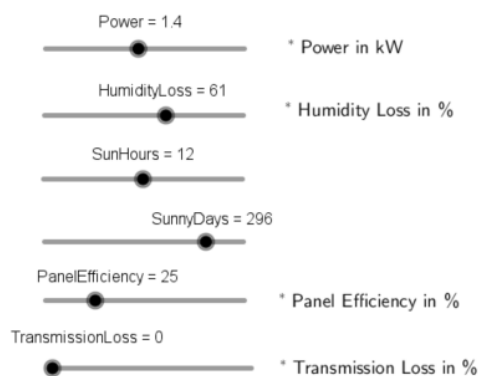 Power = 1.4
* Power in kW
HumidityLoss = 61
* Humidity Loss in %
SunHours = 12
SunnyDays = 296
PanelEfficiency = 25
* Panel Efficiency in %
TransmissionLoss = 0
* Transmission Loss in %